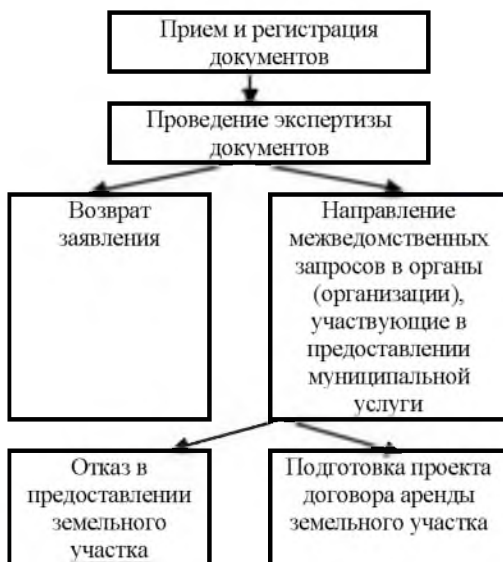 Прием и регистрация
документов
Проведение экспертизы
документов
Возврат
заявления
Направление
межведомственных
запросов в органы
(организации),
участвующие в
предоставлении
муниципальной
услуги
Отказ в
предоставлении
земельного
участка
Подготовка проекта
договора аренды
земельного участка